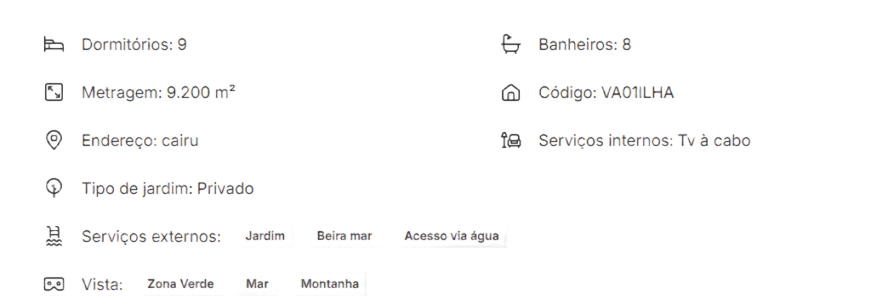 Dormitórios: 9
Banheiros: 8
Metragem: 9.200 m²
Código: VA01ILHA
Endereço: cairu
Serviços internos: Tv à cabo
Tipo de jardim: Privado
Serviços externos: Jardim Beira mar Acesso via água
Vista: Zona Verde Mar Montanha